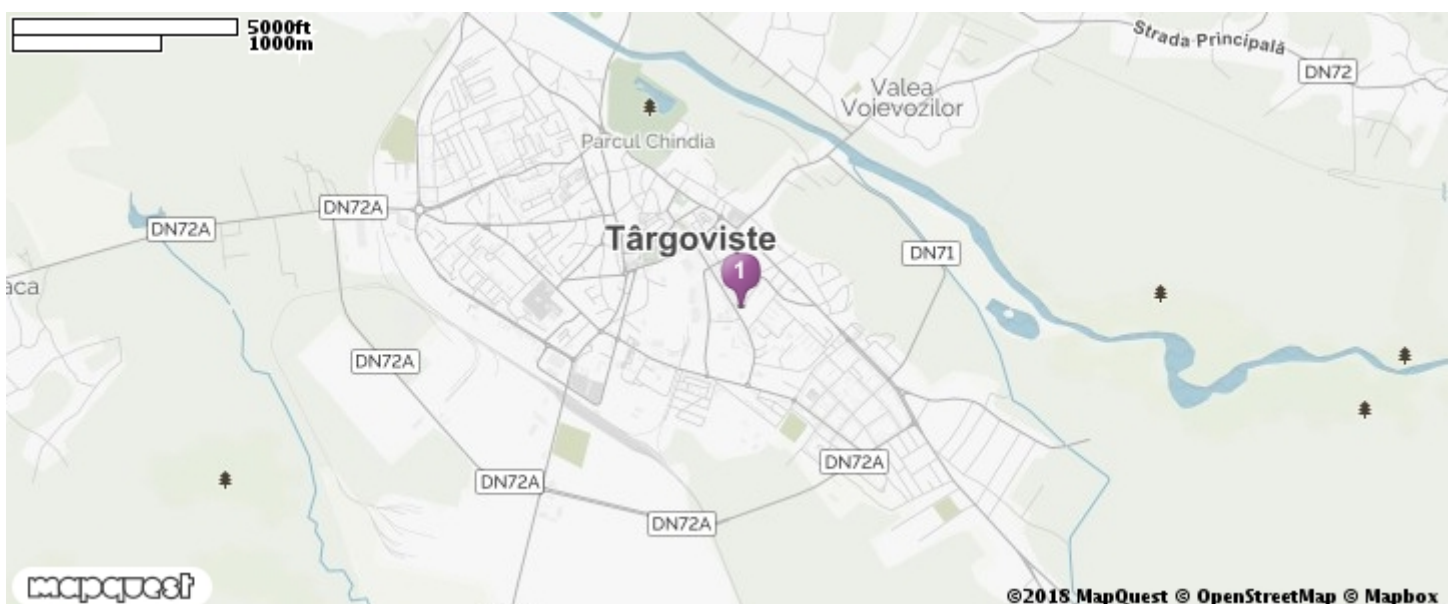 5000ft
1000m
Strada Principală
DN72
Valea
Voievozilor
Parcul Chindia
DN72A
DN72A
Târgoviste
DN71
1
aca
DN72A
DN72A
DN72A
DN72A
mapquest
©2018 MapQuest © OpenStreetMap © Mapbox